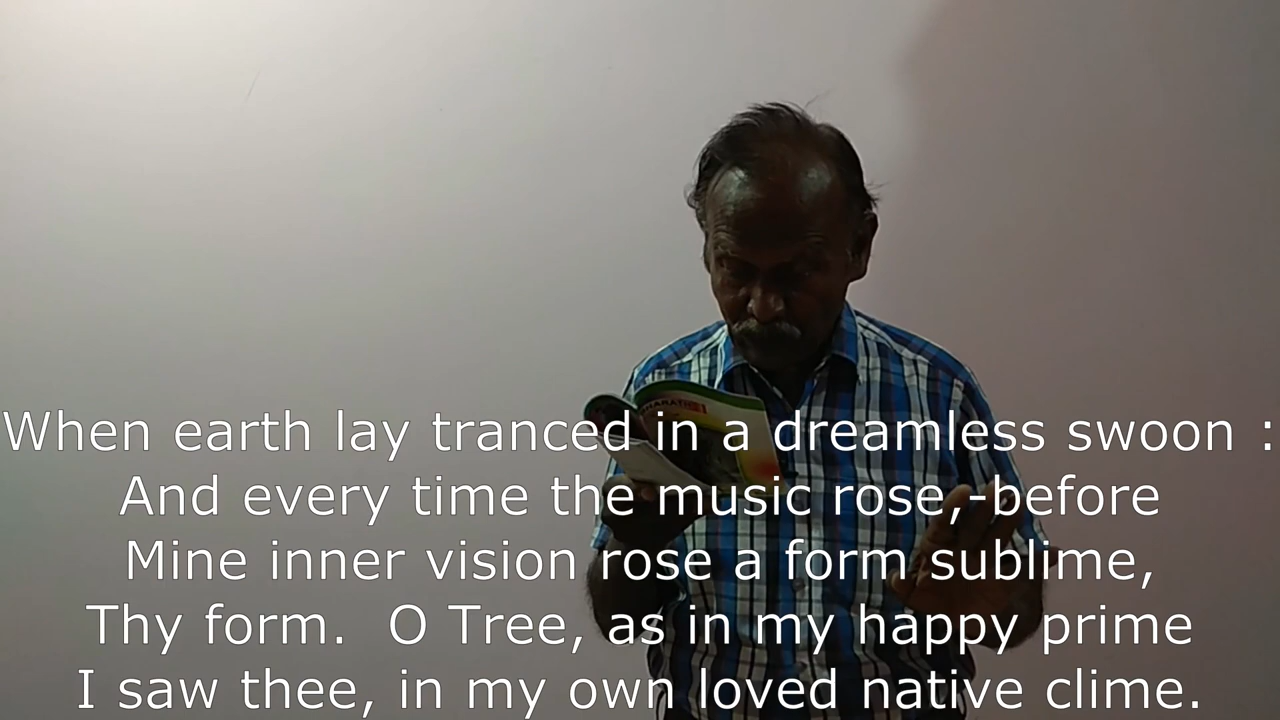 BHARATHI
When earth lay tranced in a dreamless swoon :
And every time the music rose,-before
Mine inner vision rose a form sublime,
Thy form.  O Tree, as in my happy prime
I saw thee, in my own loved native clime.